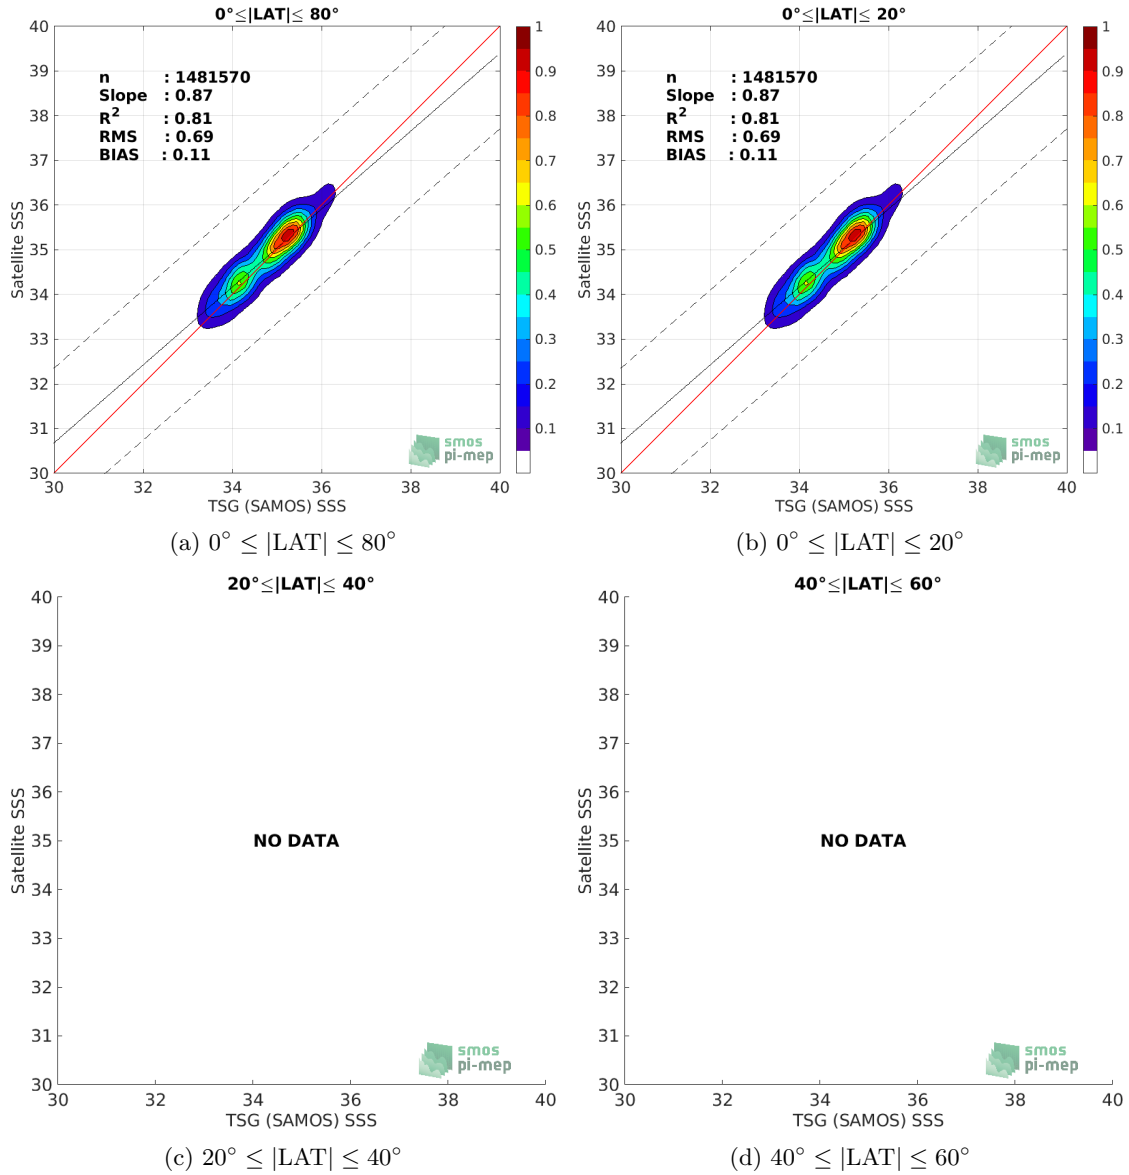 0°≤|LAT|≤ 80°
40
39
38
37
36
35
34
33
32
31
30
Satellite SSS
n : 1481570
Slope : 0.87
R² : 0.81
RMS : 0.69
BIAS : 0.11
1
0.9
0.8
0.7
0.6
0.5
0.4
0.3
0.2
0.1
smos
pi-mep
30 32 34 36 38 40
TSG (SAMOS) SSS
(a) 0° ≤ |LAT| ≤ 80°
0°≤|LAT|≤ 20°
40
39
38
37
36
35
34
33
32
31
30
Satellite SSS
n : 1481570
Slope : 0.87
R² : 0.81
RMS : 0.69
BIAS : 0.11
1
0.9
0.8
0.7
0.6
0.5
0.4
0.3
0.2
0.1
smos
pi-mep
30 32 34 36 38 40
TSG (SAMOS) SSS
(b) 0° ≤ |LAT| ≤ 20°
20°≤|LAT|≤ 40°
40
39
38
37
36
35
34
33
32
31
30
Satellite SSS
NO DATA
smos
pi-mep
30 32 34 36 38 40
TSG (SAMOS) SSS
(c) 20° ≤ |LAT| ≤ 40°
40°≤|LAT|≤ 60°
40
39
38
37
36
35
34
33
32
31
30
Satellite SSS
NO DATA
smos
pi-mep
30 32 34 36 38 40
TSG (SAMOS) SSS
(d) 40° ≤ |LAT| ≤ 60°